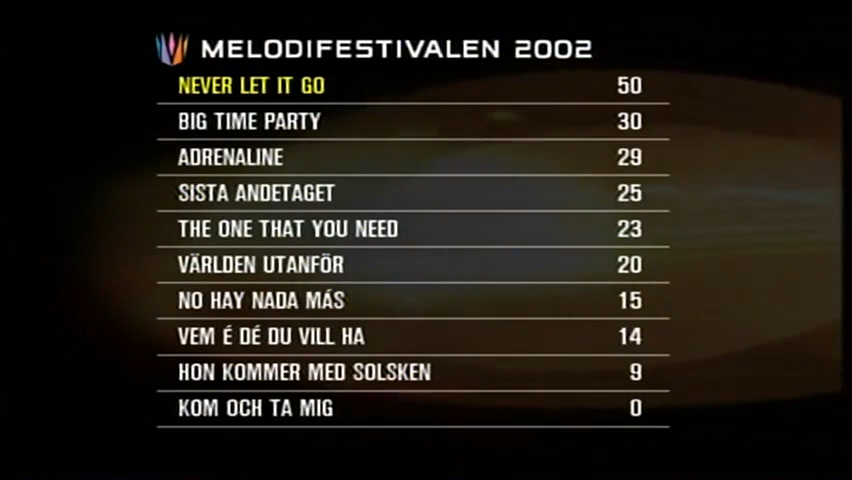 MELODIFESTIVALEN 2002
NEVER LET IT GO 50
BIG TIME PARTY 30
ADRENALINE 29
SISTA ANDETAGET 25
THE ONE THAT YOU NEED 23
VÄRLDEN UTANFÖR 20
NO HAY NADA MÁS 15
VEM É DÉ DU VILL HA 14
HON KOMMER MED SOLSKEN 9
KOM OCH TA MIG 0